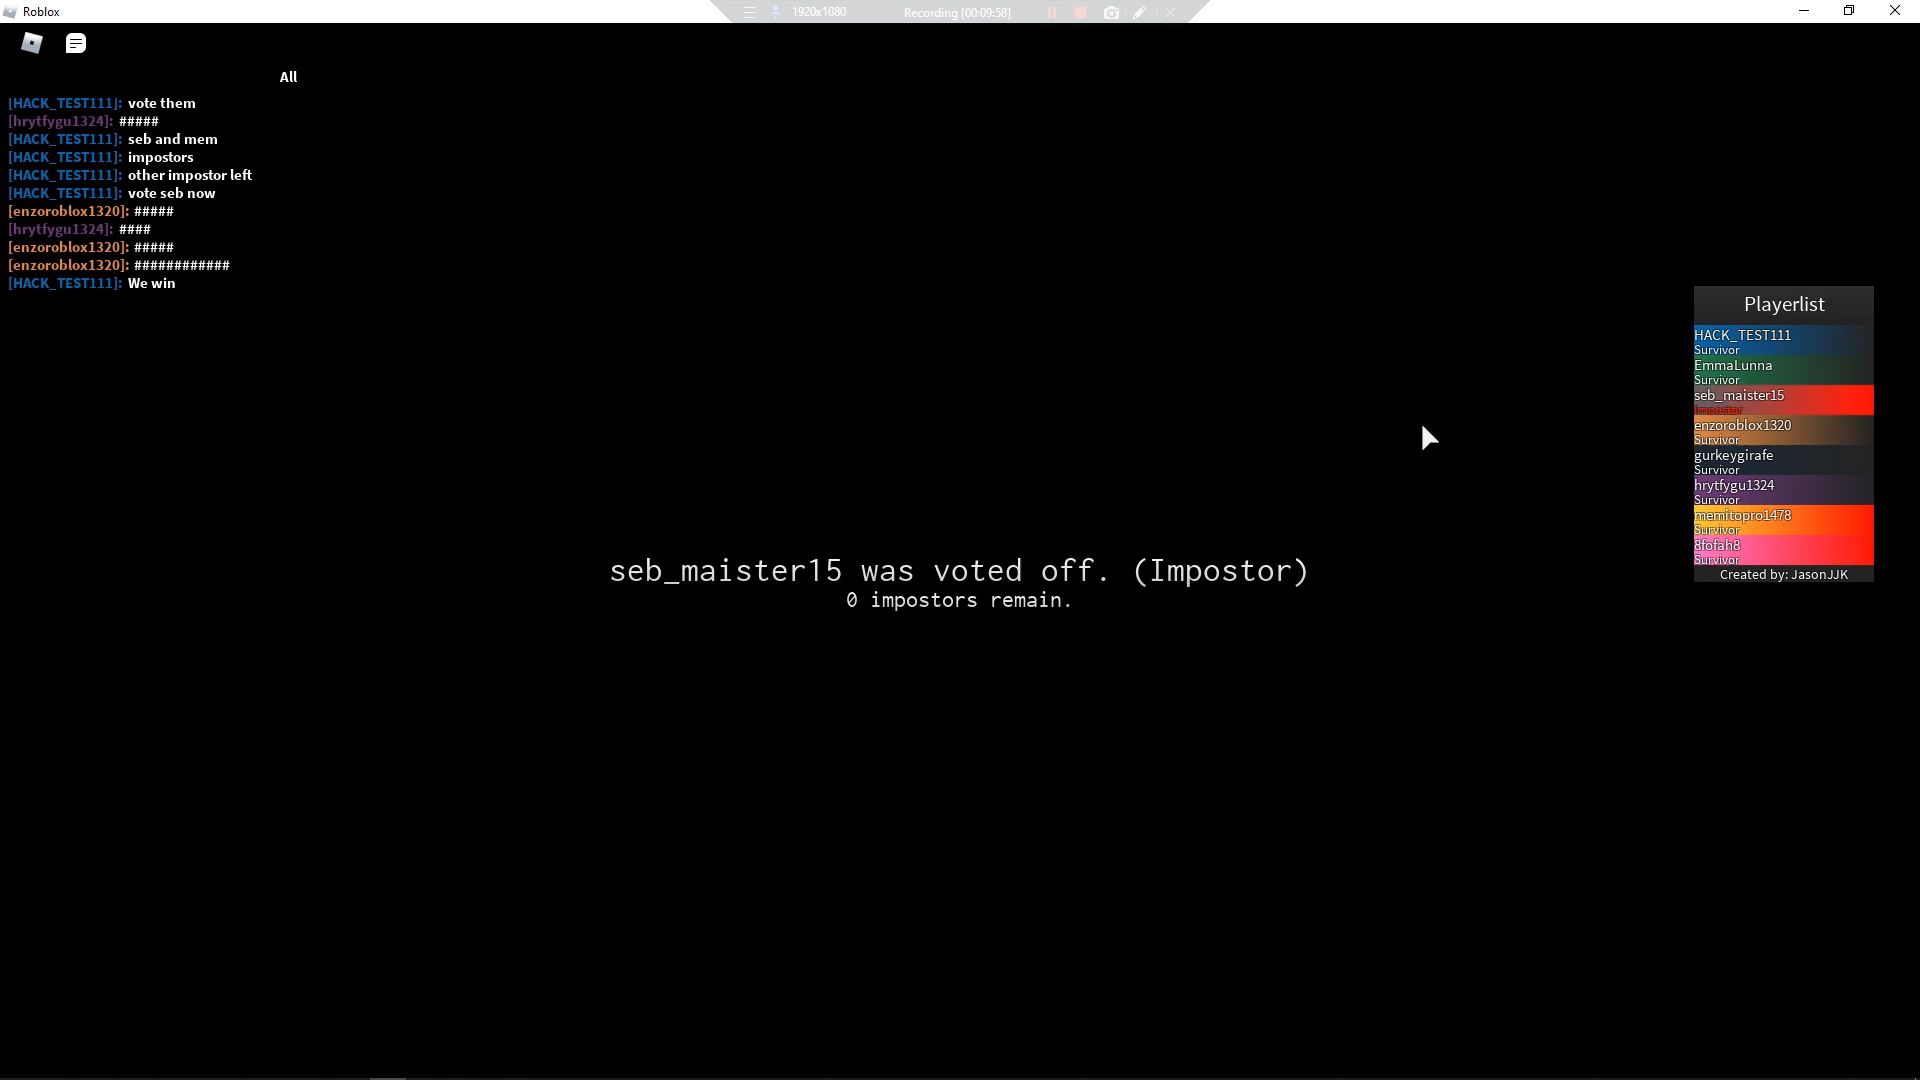 Roblox
1920x1080
Recording [00:09:58]
All
[HACK_TEST111]: vote them
[hrytfygu1324]: #####
[HACK_TEST111]: seb and mem
[HACK_TEST111]: impostors
[HACK_TEST111]: other impostor left
[HACK_TEST111]: vote seb now
[enzoroblox1320]: #####
[hrytfygu1324]: ####
[enzoroblox1320]: #####
[enzoroblox1320]: ############
[HACK_TEST111]: We win
Playerlist
HACK_TEST111
Survivor
EmmaLunna
Survivor
seb_maister15
Impostor
enzoroblox1320
Survivor
gurkeygirafe
Survivor
hrytfygu1324
Survivor
memitopro1478
Survivor
8fofah8
Survivor
Created by: JasonJJK
seb_maister15 was voted off. (Impostor)
0 impostors remain.